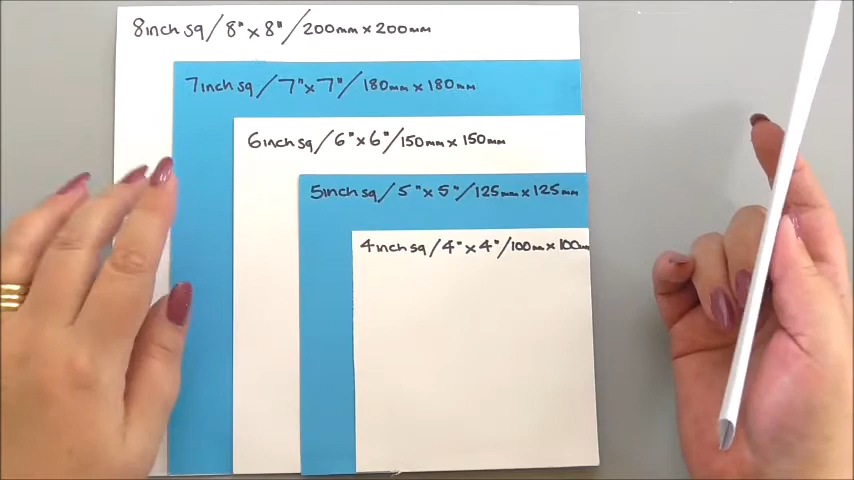 8inch sq/8" x 8"/200mm x 200mm
7inch sq/7" x 7"/180mm x 180mm
6inch sq/6" x 6"/150mm x 150mm
5inch sq/5" x 5"/125mm x 125mm
4inch sq/4" x 4"/100mm x 100mm